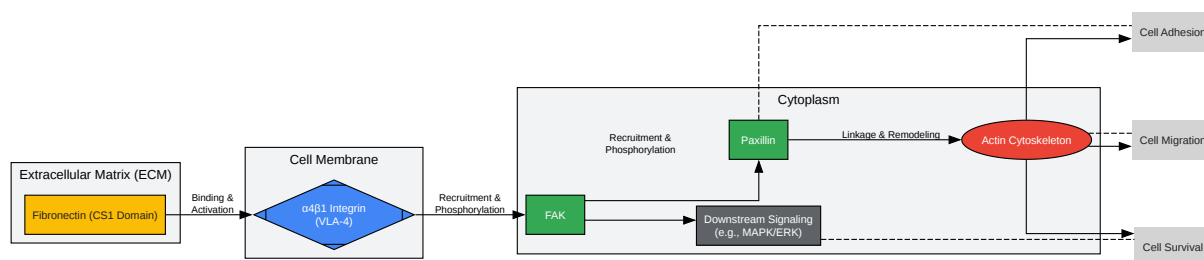 Extracellular Matrix (ECM)
Fibronectin (CS1 Domain)
Binding &
Activation
Cell Membrane
α4β1 Integrin
(VLA-4)
Recruitment &
Phosphorylation
Cytoplasm
FAK
Recruitment &
Phosphorylation
Paxillin
Downstream Signaling
(e.g., MAPK/ERK)
Linkage & Remodeling
Actin Cytoskeleton
Cell Adhesion
Cell Migration
Cell Survival